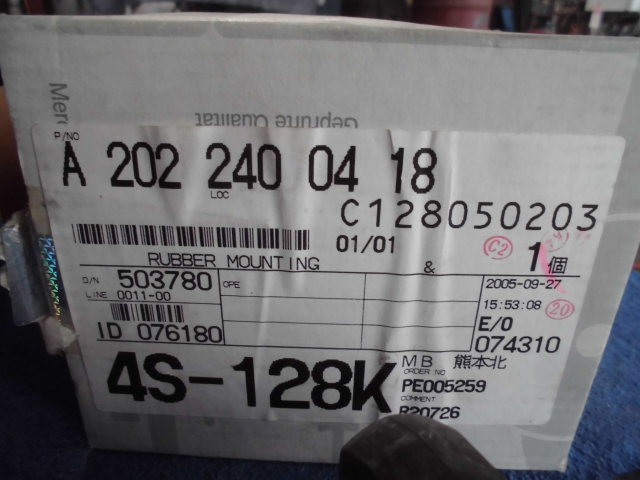 Merc
Geprüfte Qualität
P/NO
A 202 240 04 18
LOC
C128050203
01/01
C2
1個
RUBBER MOUNTING &
D/N 503780
OPE
2005-09-27
LINE 0011-00
15:53:08
20
E/O
ID 076180
074310
4S-128K
MB 熊本北
ORDER NO
PE005259
COMMENT
R20726